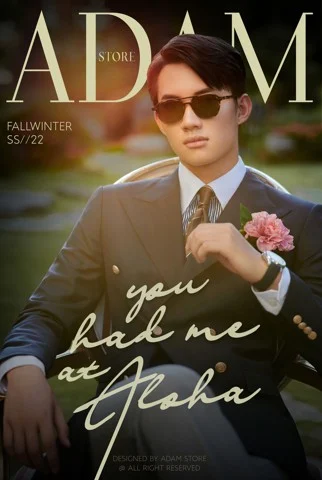 ADAM
STORE
FALLWINTER
SS//22
you
had me
at
Aloha
DESIGNED BY ADAM STORE
@ ALL RIGHT RESERVED